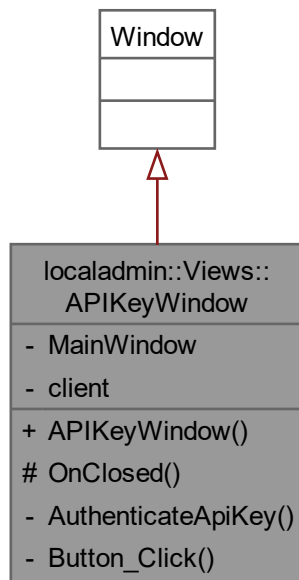 Window
localadmin::Views::
APIKeyWindow
- MainWindow
- client
+ APIKeyWindow()
# OnClosed()
- AuthenticateApiKey()
- Button_Click()